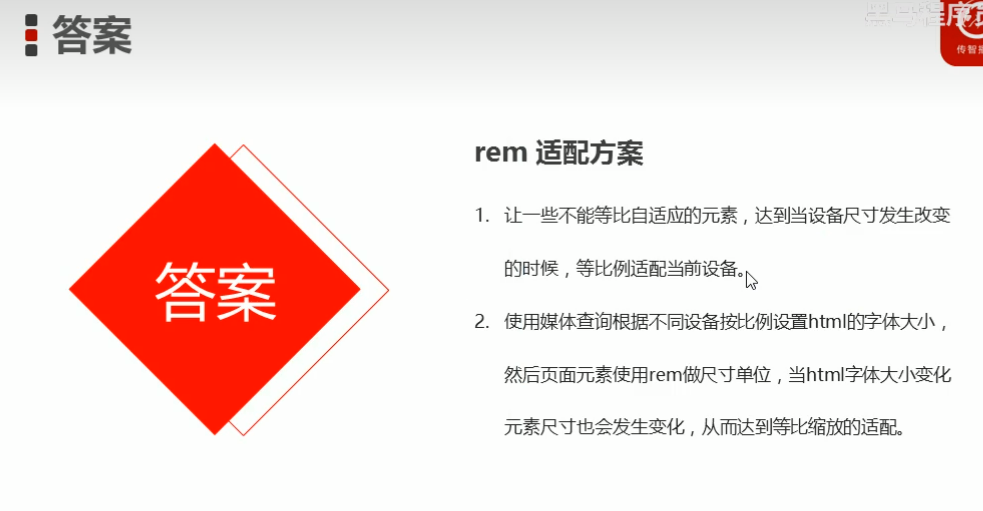 答案
黑马程序员
传智播
答案
rem 适配方案
1. 让一些不能等比自适应的元素，达到当设备尺寸发生改变
的时候，等比例适配当前设备。
2. 使用媒体查询根据不同设备按比例设置html的字体大小，
然后页面元素使用rem做尺寸单位，当html字体大小变化
元素尺寸也会发生变化，从而达到等比缩放的适配。